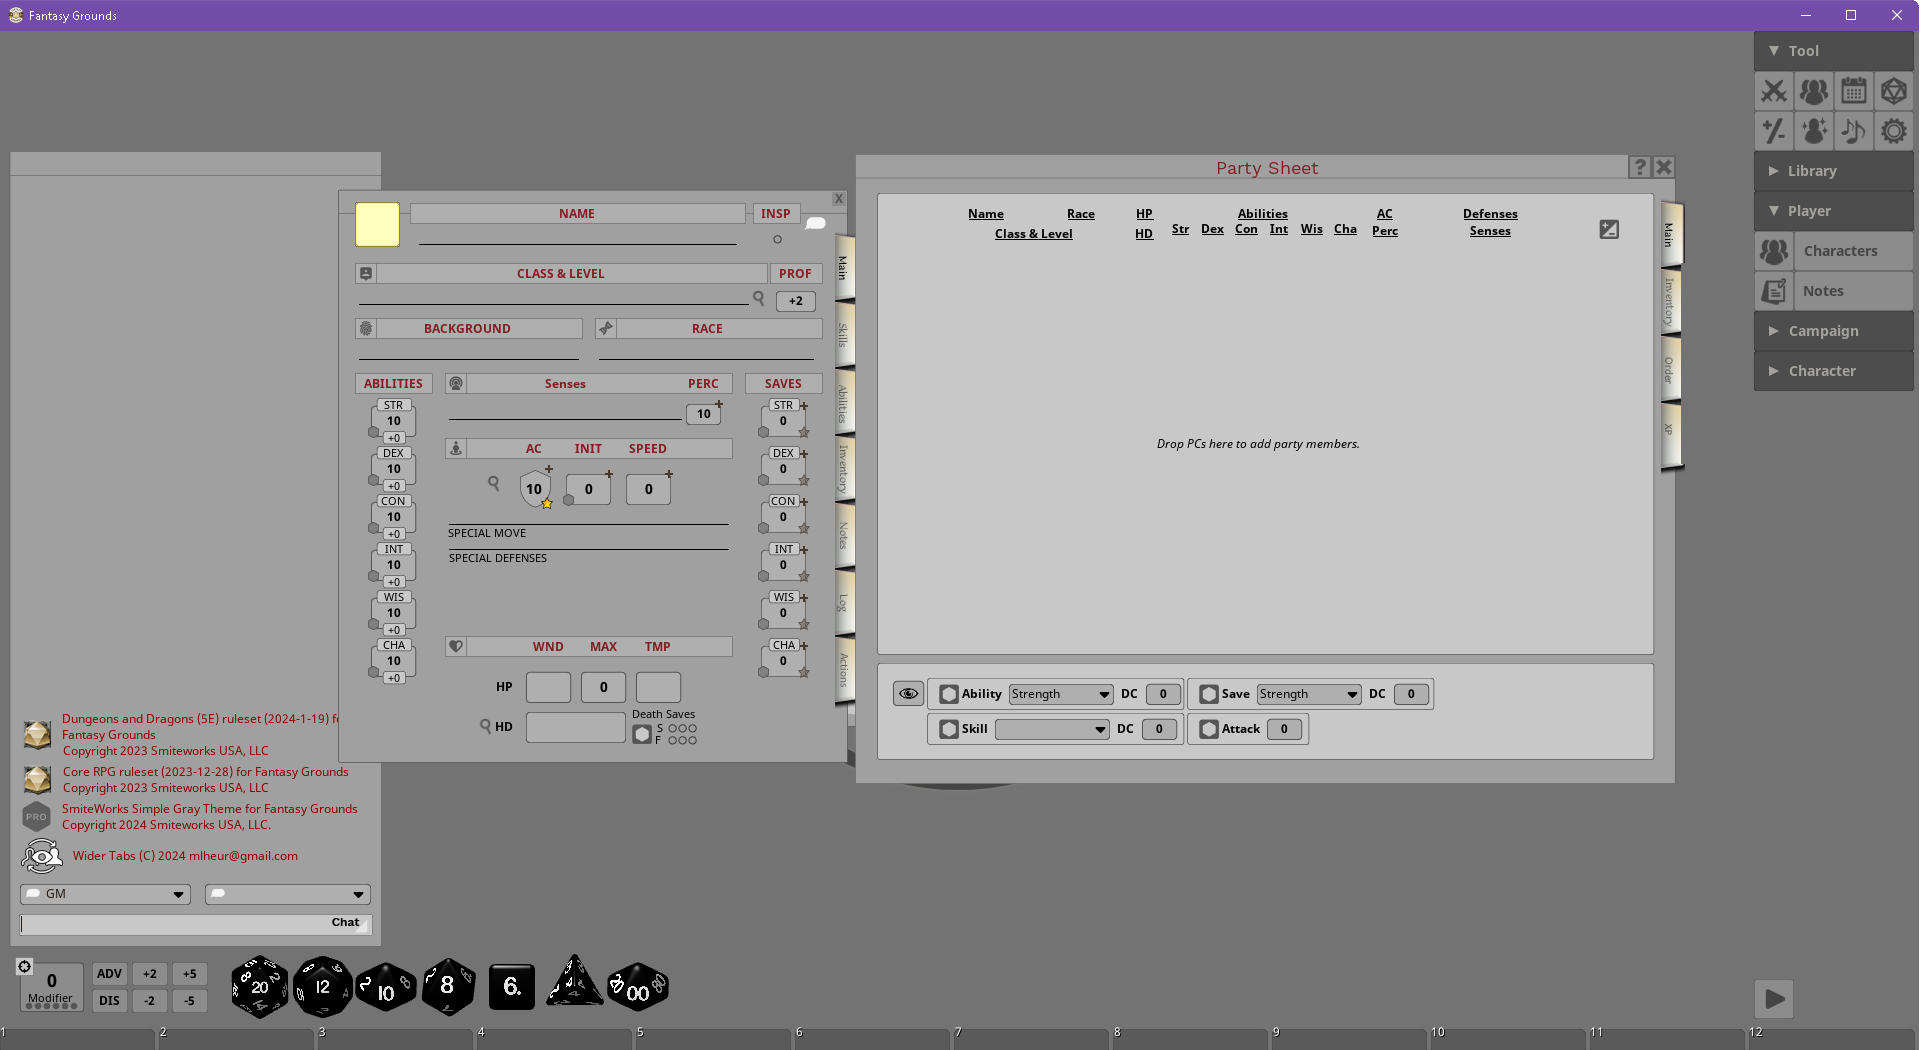 Fantasy Grounds
Tool
Library
Player
Characters
Notes
Campaign
Character
NAME
INSP
CLASS & LEVEL
PROF
+2
BACKGROUND
RACE
ABILITIES
Senses
PERC
SAVES
STR
10
+0
DEX
10
+0
CON
10
+0
INT
10
+0
WIS
10
+0
CHA
10
+0
10
AC INIT SPEED
10 0 0
SPECIAL MOVE
SPECIAL DEFENSES
WND MAX TMP
HP 0
HD
Death Saves
S
F
STR
0
DEX
0
CON
0
INT
0
WIS
0
CHA
0
X
Main
Skills
Abilities
Inventory
Notes
Log
Actions
Party Sheet
?
Name Race HP Abilities AC Defenses
Class & Level HD Str Dex Con Int Wis Cha Perc Senses
Drop PCs here to add party members.
Ability Strength DC 0 Save Strength DC 0
Skill DC 0 Attack 0
Main
Inventory
Order
XP
Dungeons and Dragons (5E) ruleset (2024-1-19) fo
Fantasy Grounds
Copyright 2023 Smiteworks USA, LLC
Core RPG ruleset (2023-12-28) for Fantasy Grounds
Copyright 2023 Smiteworks USA, LLC
PRO
SmiteWorks Simple Gray Theme for Fantasy Grounds
Copyright 2024 Smiteworks USA, LLC.
Wider Tabs (C) 2024 mlheur@gmail.com
GM
Chat
0
Modifier
ADV +2 +5
DIS -2 -5
20 12 10 8 6. 4 00
1 2 3 4 5 6 7 8 9 10 11 12